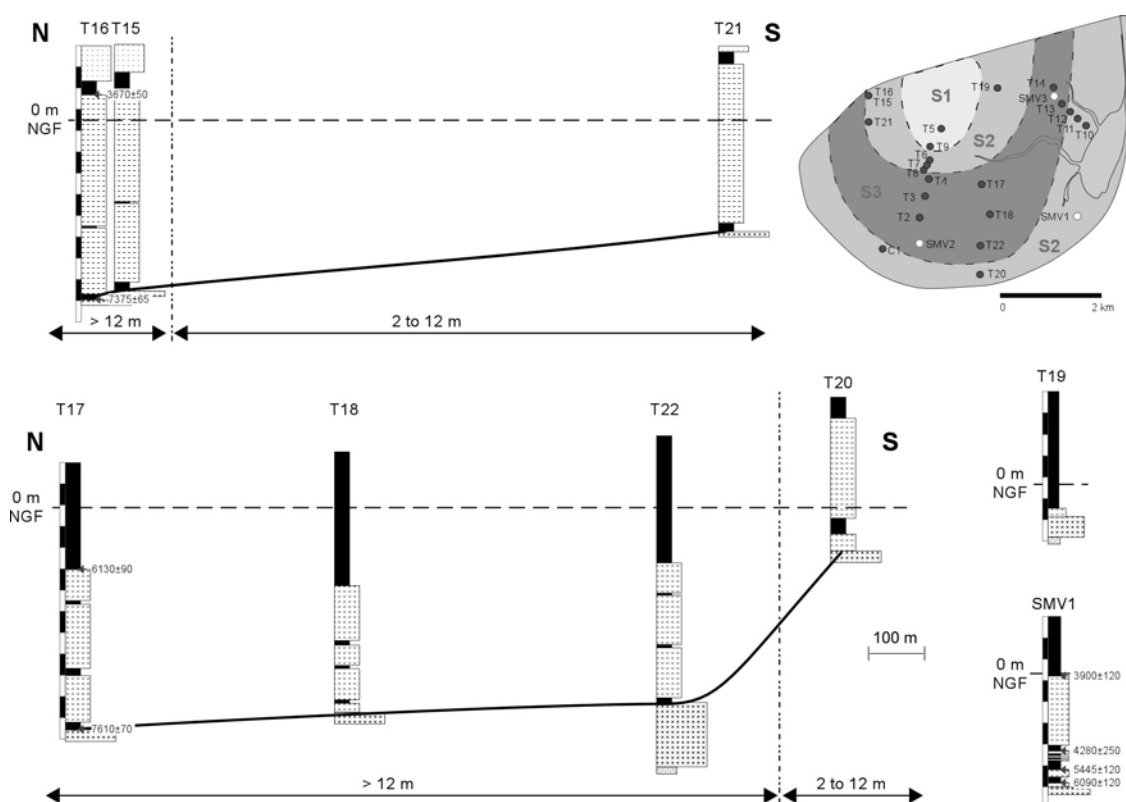 N
T16 T15
T21
S
0 m
NGF
3670±50
7375±65
> 12 m
2 to 12 m
T16
T15
T21
S1
T19
T14
SMV3
T13
T12
T11
T10
T5
T9
S2
T6
T7
T8
T4
T17
S3
T3
T2
T18
SMV1
C1
SMV2
T22
S2
T20
0
2 km
T17
T18
T22
T20
N
S
0 m
NGF
6130±90
7610±70
100 m
> 12 m
2 to 12 m
T19
0 m
NGF
SMV1
0 m
NGF
3900±120
4280±250
5445±120
6090±120